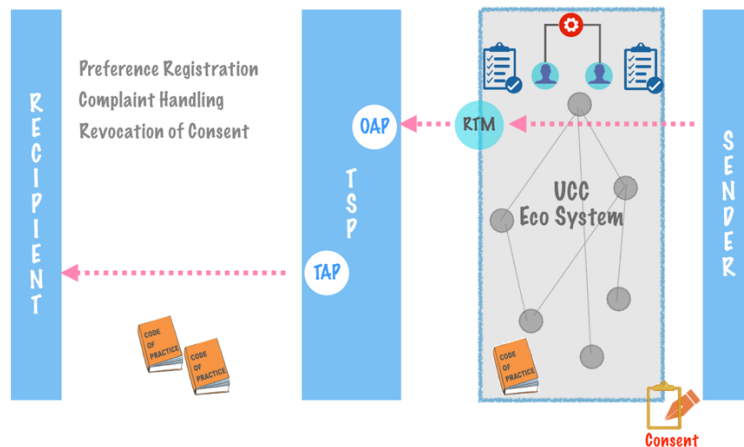 RECIPIENT
Preference Registration
Complaint Handling
Revocation of Consent
CODE
OF
PRACTICE
CODE
OF
PRACTICE
TSP
OAP
TAP
RTM
UCC
Eco System
CODE
OF
PRACTICE
SENDER
Consent